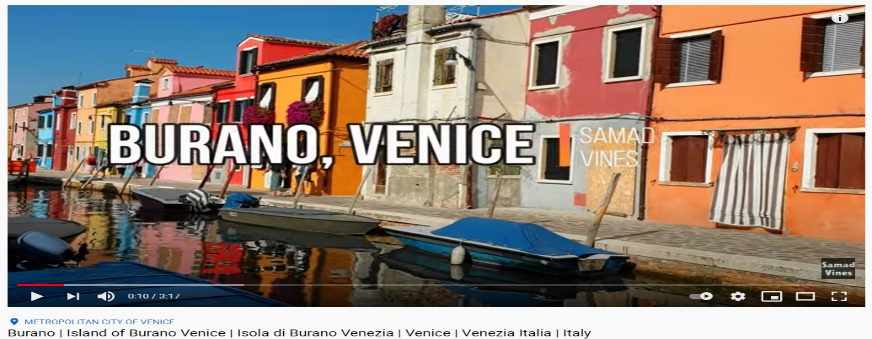 BURANO, VENICE
SAMAD
VINES
Samad
Vines
0:10 / 3:17
METROPOLITAN CITY OF VENICE
Burano | Island of Burano Venice | Isola di Burano Venezia | Venice | Venezia Italia | Italy